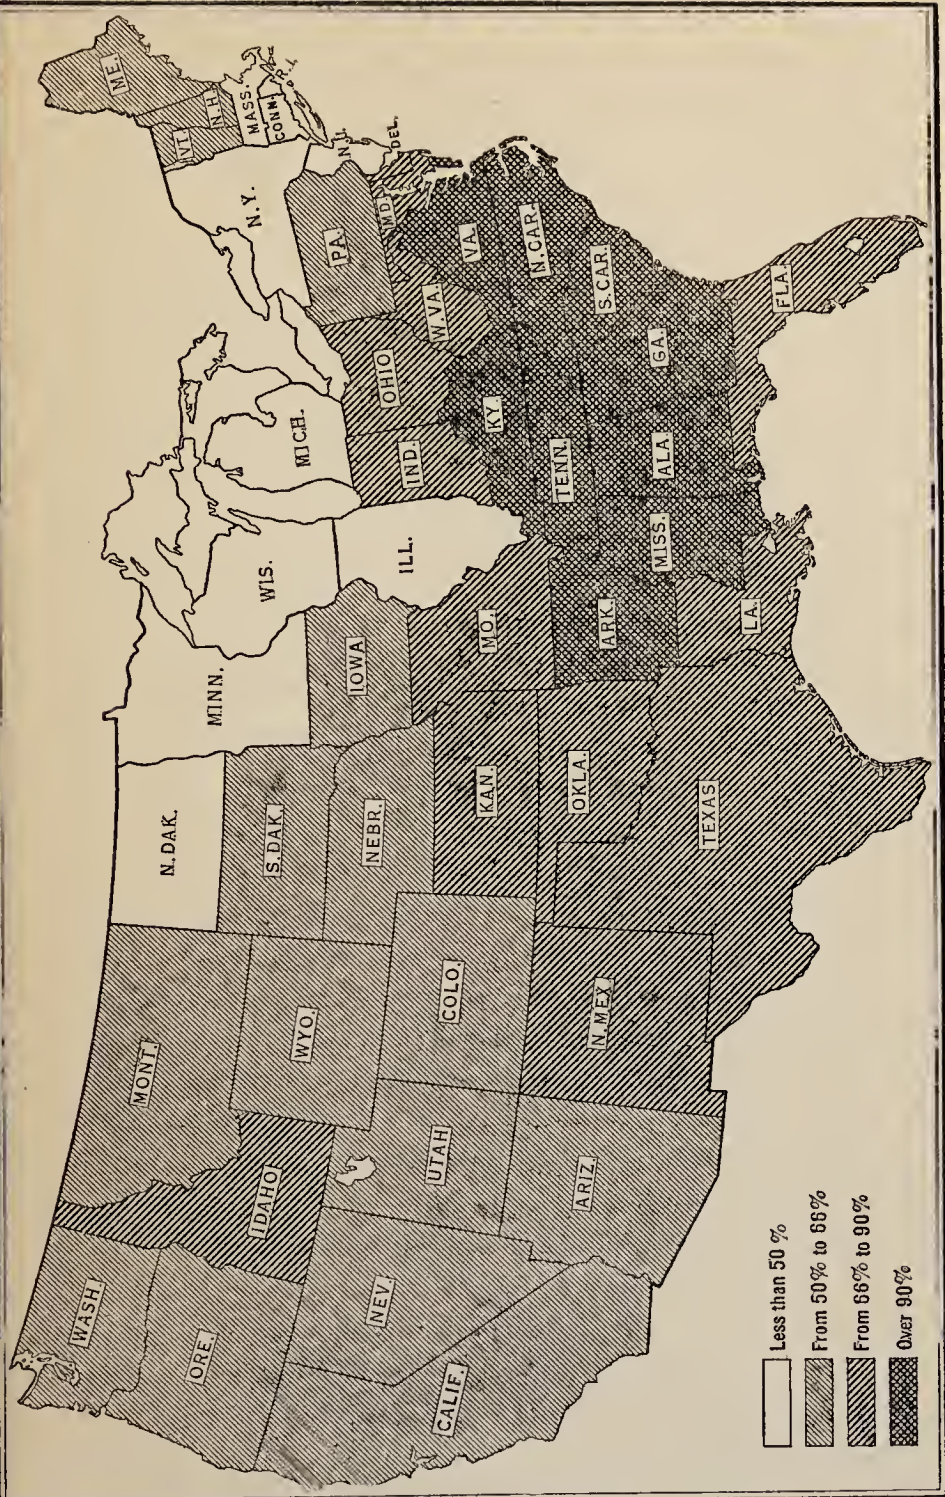 WASH.
MONT.
N. DAK.
MINN.
WIS.
MICH.
N.Y.
VT.
N.H.
ME.
MASS.
CONN.
R.I.
N.J.
DEL.
PA.
MD.
ORE.
IDAHO
WYO.
S. DAK.
IOWA
ILL.
IND.
OHIO
W.VA.
VA.
NEBR.
NEV.
UTAH
COLO.
KAN.
MO.
KY.
N.CAR.
TENN.
S.CAR.
CALIF.
ARIZ.
N.MEX.
OKLA.
ARK.
MISS.
ALA.
GA.
TEXAS
LA.
FLA.
Less than 50 %
From 50% to 66%
From 66% to 90%
Over 90%